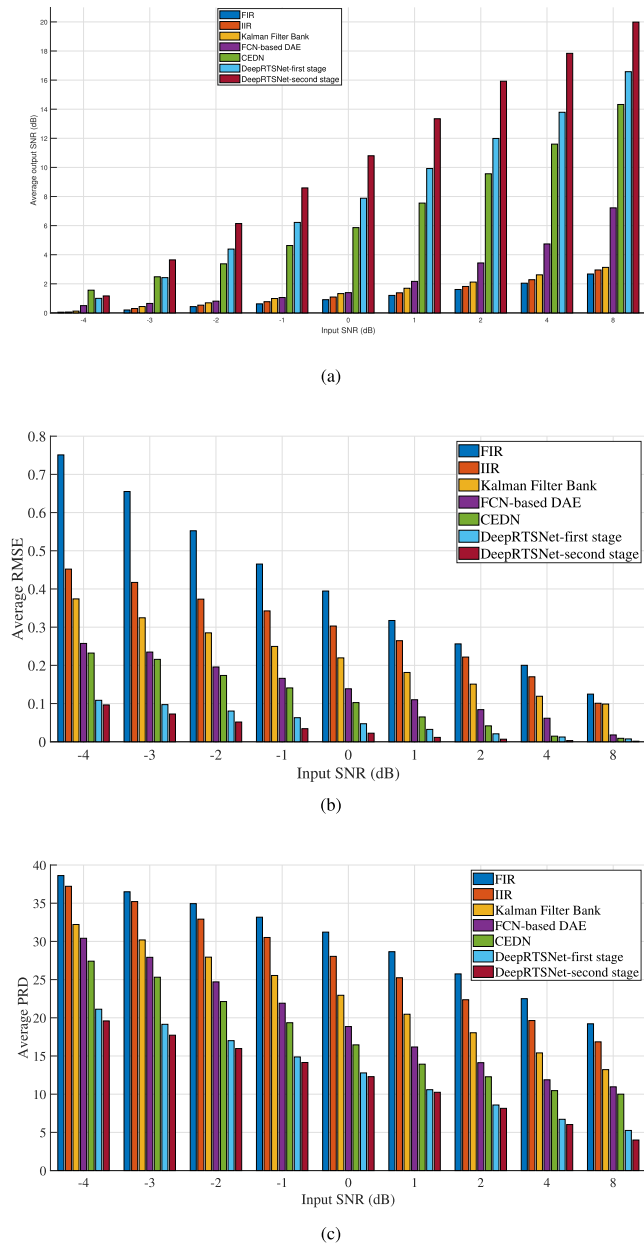 20
18
16
14
12
10
8
6
4
2
0
Average output SNR (dB)
FIR
IIR
Kalman Filter Bank
FCN-based DAE
CEDN
DeepRTSNet-first stage
DeepRTSNet-second stage
-4 -3 -2 -1 0 1 2 4 8
Input SNR (dB)
(a)
0.8
0.7
0.6
0.5
0.4
0.3
0.2
0.1
0
Average RMSE
FIR
IIR
Kalman Filter Bank
FCN-based DAE
CEDN
DeepRTSNet-first stage
DeepRTSNet-second stage
-4 -3 -2 -1 0 1 2 4 8
Input SNR (dB)
(b)
40
35
30
25
20
15
10
5
0
Average PRD
FIR
IIR
Kalman Filter Bank
FCN-based DAE
CEDN
DeepRTSNet-first stage
DeepRTSNet-second stage
-4 -3 -2 -1 0 1 2 4 8
Input SNR (dB)
(c)